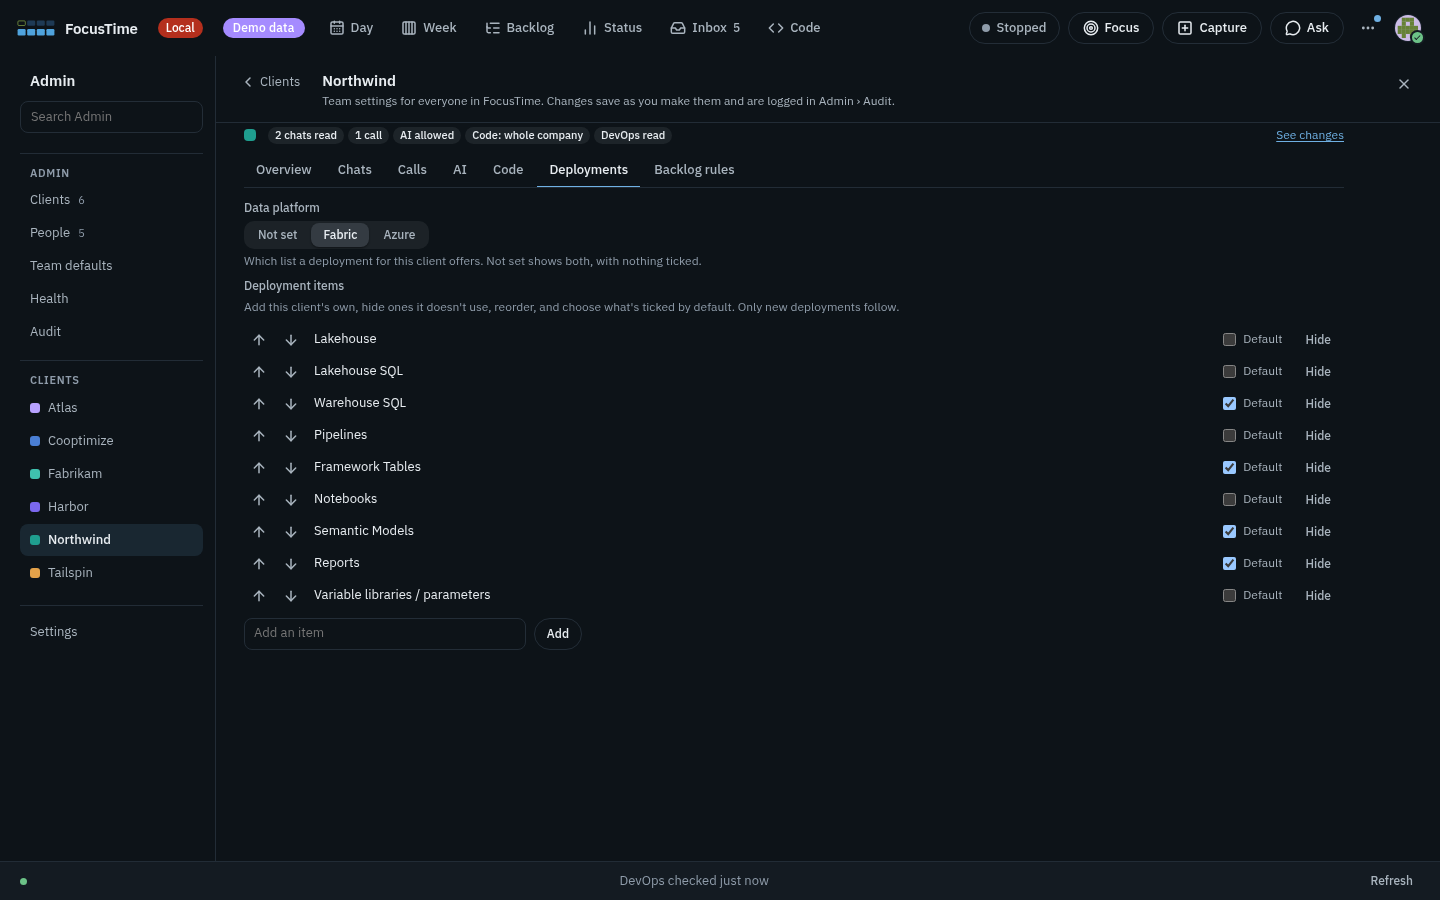 FocusTime
Local
Demo data
Day
Week
Backlog
Status
Inbox 5
Code
Stopped
Focus
Capture
Ask
Admin
Search Admin
ADMIN
Clients 6
People 5
Team defaults
Health
Audit
CLIENTS
Atlas
Cooptimize
Fabrikam
Harbor
Northwind
Tailspin
Settings
Clients
Northwind
Team settings for everyone in FocusTime. Changes save as you make them and are logged in Admin › Audit.
2 chats read
1 call
AI allowed
Code: whole company
DevOps read
See changes
Overview
Chats
Calls
AI
Code
Deployments
Backlog rules
Data platform
Not set
Fabric
Azure
Which list a deployment for this client offers. Not set shows both, with nothing ticked.
Deployment items
Add this client's own, hide ones it doesn't use, reorder, and choose what's ticked by default. Only new deployments follow.
Lakehouse Default Hide
Lakehouse SQL Default Hide
Warehouse SQL Default Hide
Pipelines Default Hide
Framework Tables Default Hide
Notebooks Default Hide
Semantic Models Default Hide
Reports Default Hide
Variable libraries / parameters Default Hide
Add an item
Add
DevOps checked just now
Refresh